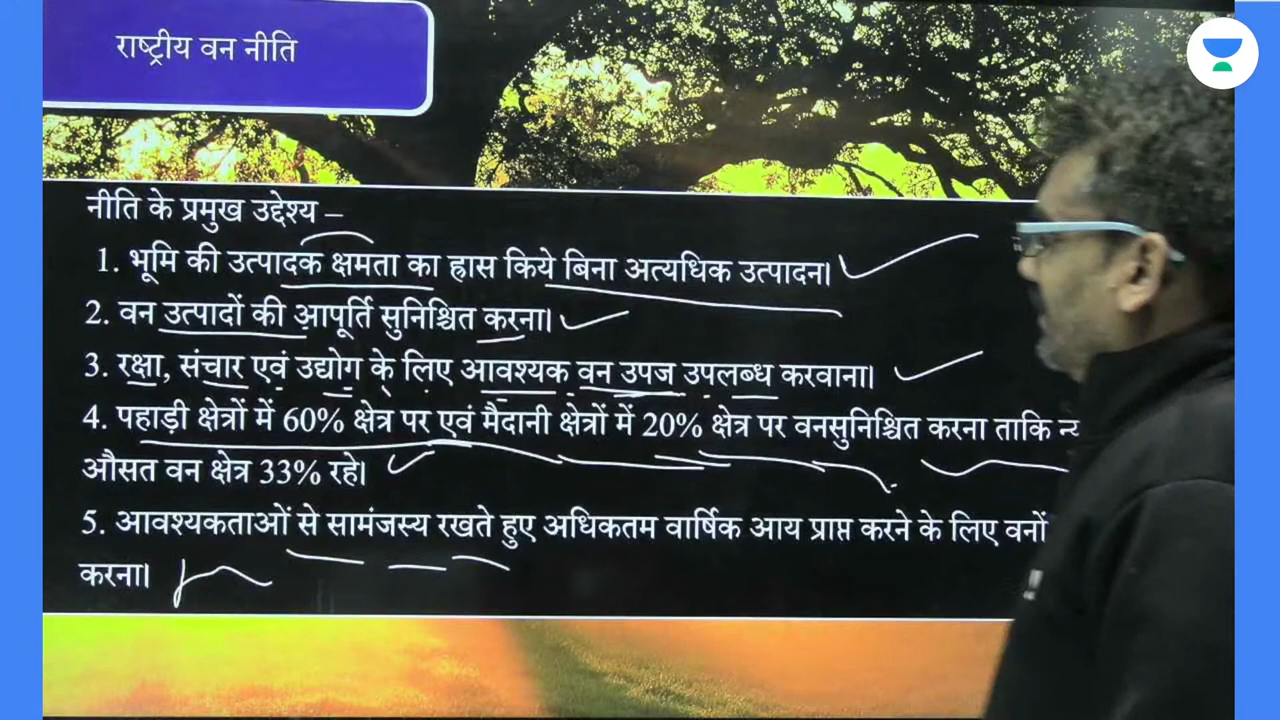 राष्ट्रीय वन नीति
नीति के प्रमुख उद्देश्य –
1. भूमि की उत्पादक क्षमता का ह्रास किये बिना अत्यधिक उत्पादन।
2. वन उत्पादों की आपूर्ति सुनिश्चित करना।
3. रक्षा, संचार एवं उद्योग के लिए आवश्यक वन उपज उपलब्ध करवाना।
4. पहाड़ी क्षेत्रों में 60% क्षेत्र पर एवं मैदानी क्षेत्रों में 20% क्षेत्र पर वनसुनिश्चित करना ताकि
औसत वन क्षेत्र 33% रहे।
5. आवश्यकताओं से सामंजस्य रखते हुए अधिकतम वार्षिक आय प्राप्त करने के लिए वनों
करना।